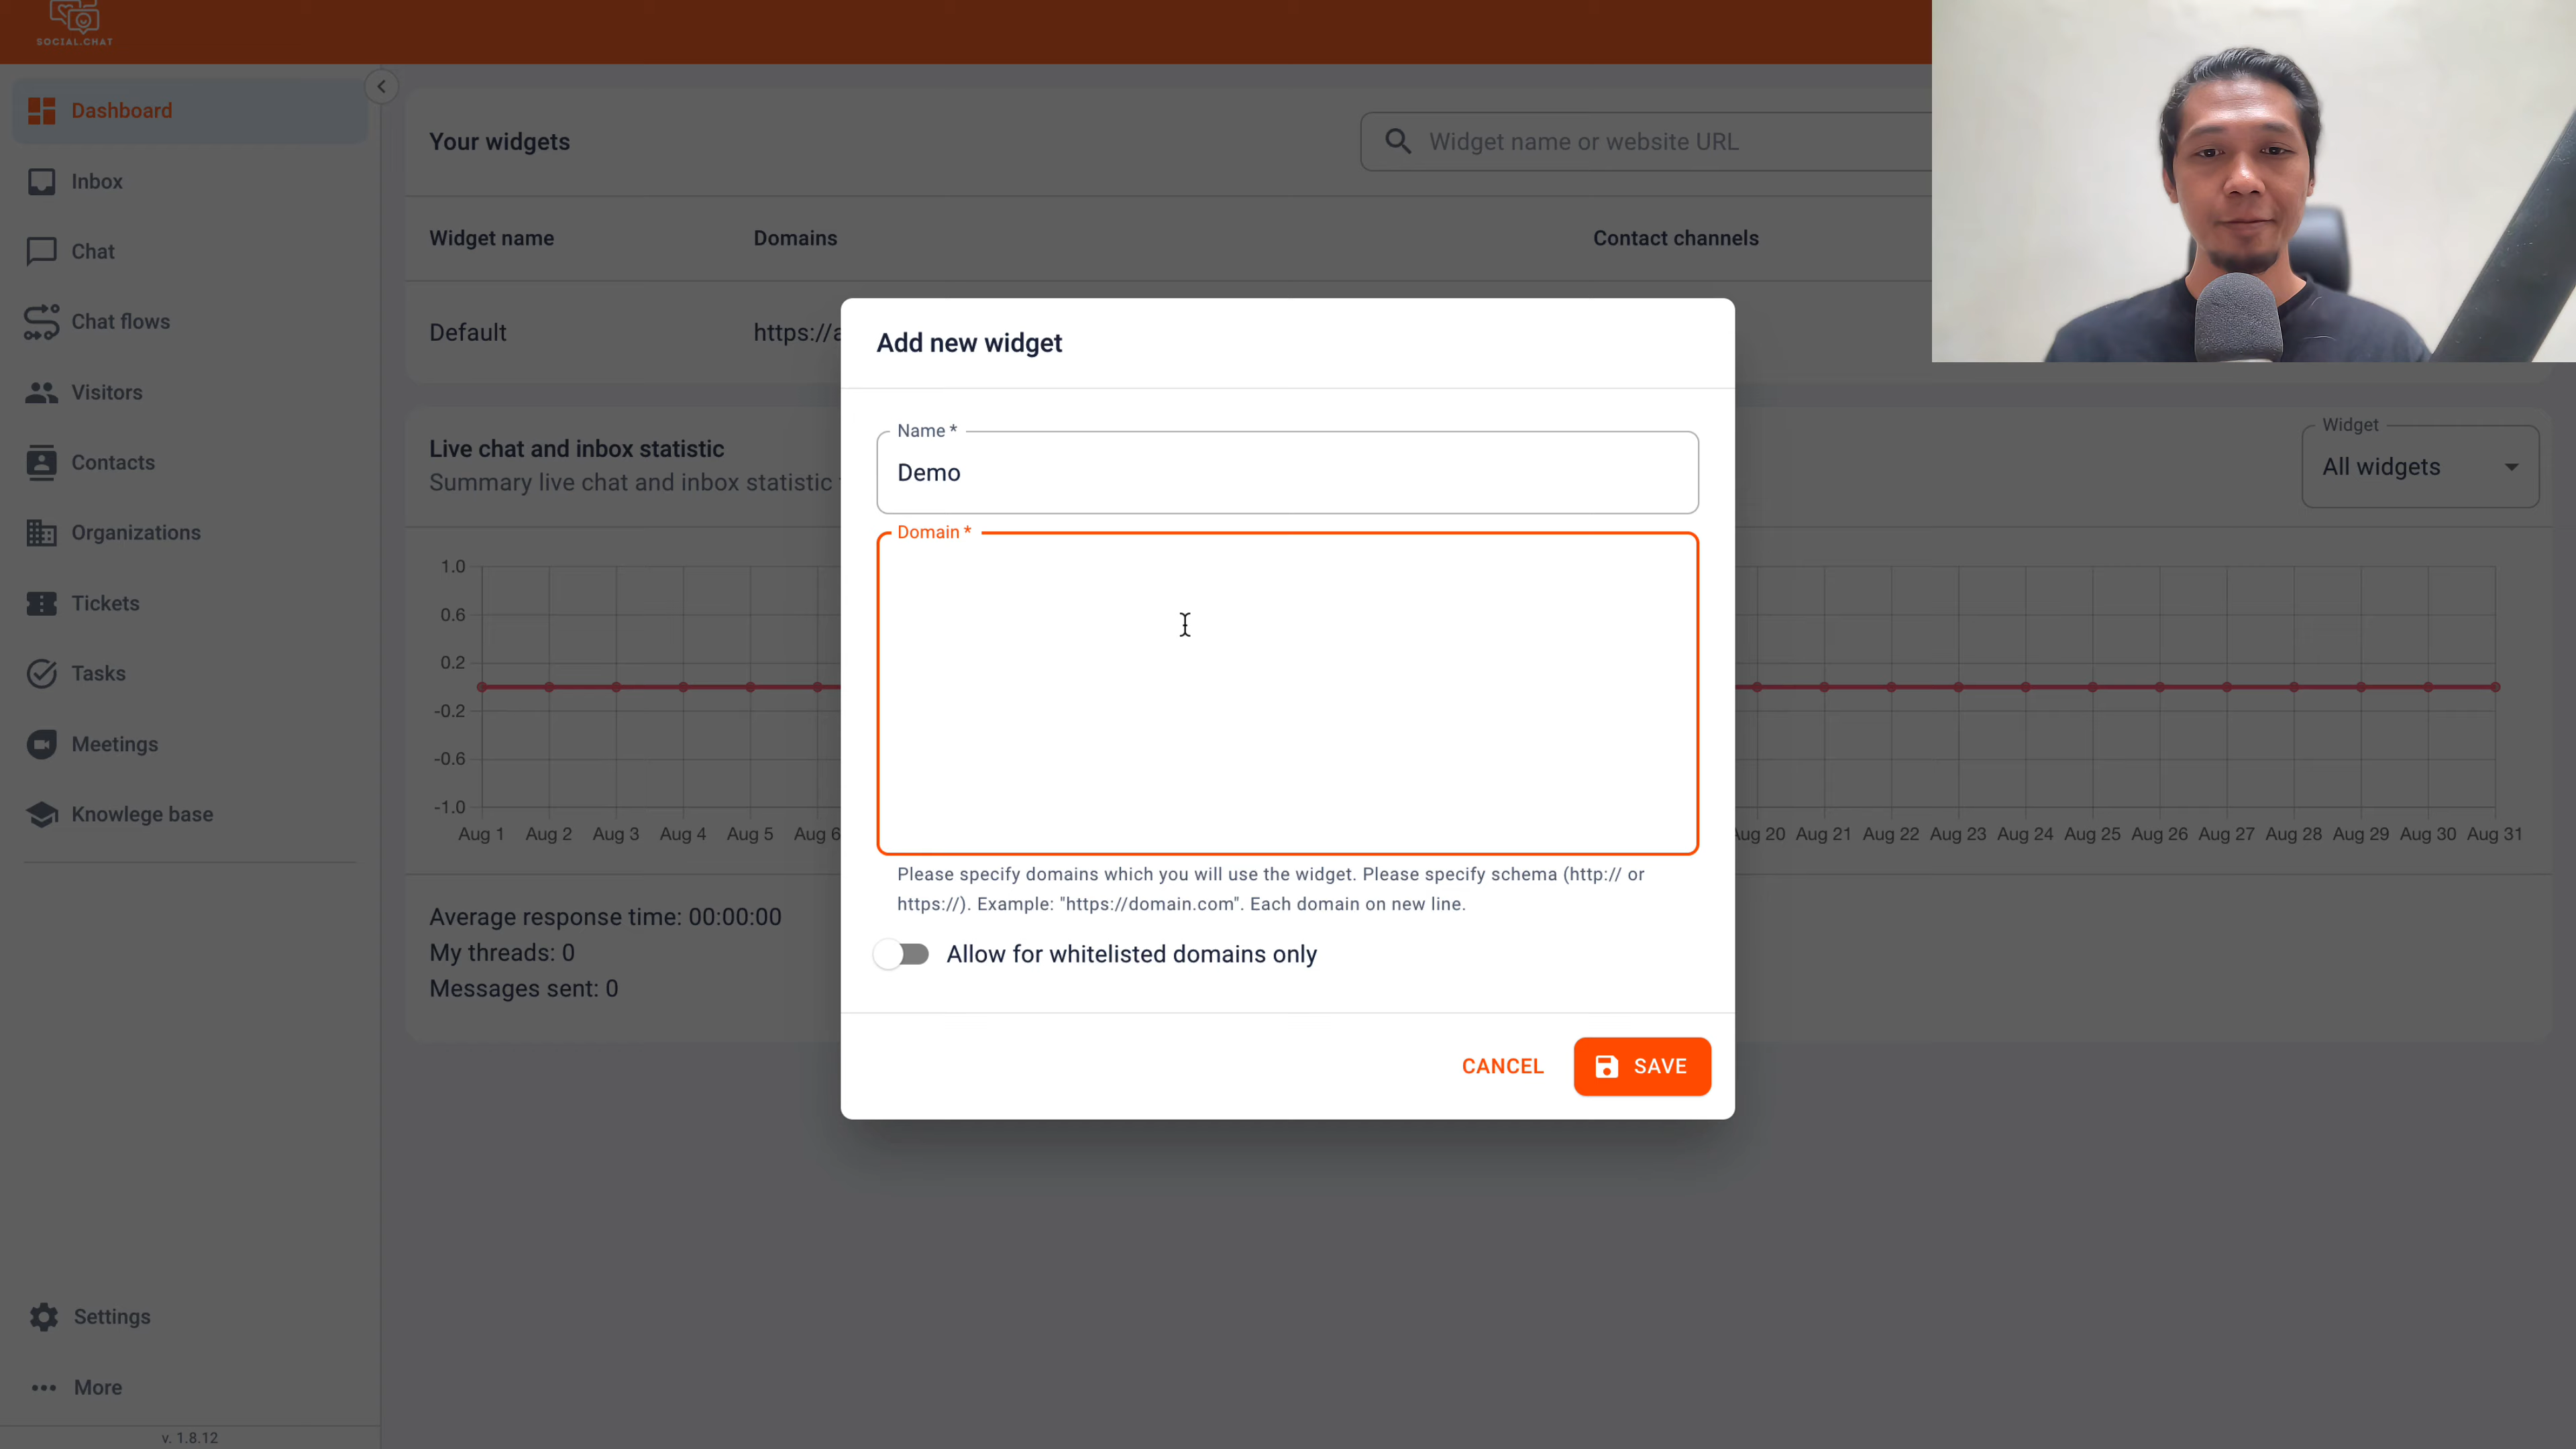 SOCIAL.CHAT
Dashboard
Inbox
Chat
Chat flows
Visitors
Contacts
Organizations
Tickets
Tasks
Meetings
Knowlege base
Settings
More
v. 1.8.12
Your widgets
Widget name or website URL
Widget name Domains Contact channels
Default https://a
Live chat and inbox statistic
Summary live chat and inbox statistic
Widget
All widgets
1.0
0.6
0.2
-0.2
-0.6
-1.0
Aug 1 Aug 2 Aug 3 Aug 4 Aug 5 Aug 6 Aug 20 Aug 21 Aug 22 Aug 23 Aug 24 Aug 25 Aug 26 Aug 27 Aug 28 Aug 29 Aug 30 Aug 31
Average response time: 00:00:00
My threads: 0
Messages sent: 0
Add new widget
Name *
Demo
Domain *
Please specify domains which you will use the widget. Please specify schema (http:// or
https://). Example: "https://domain.com". Each domain on new line.
Allow for whitelisted domains only
CANCEL
SAVE